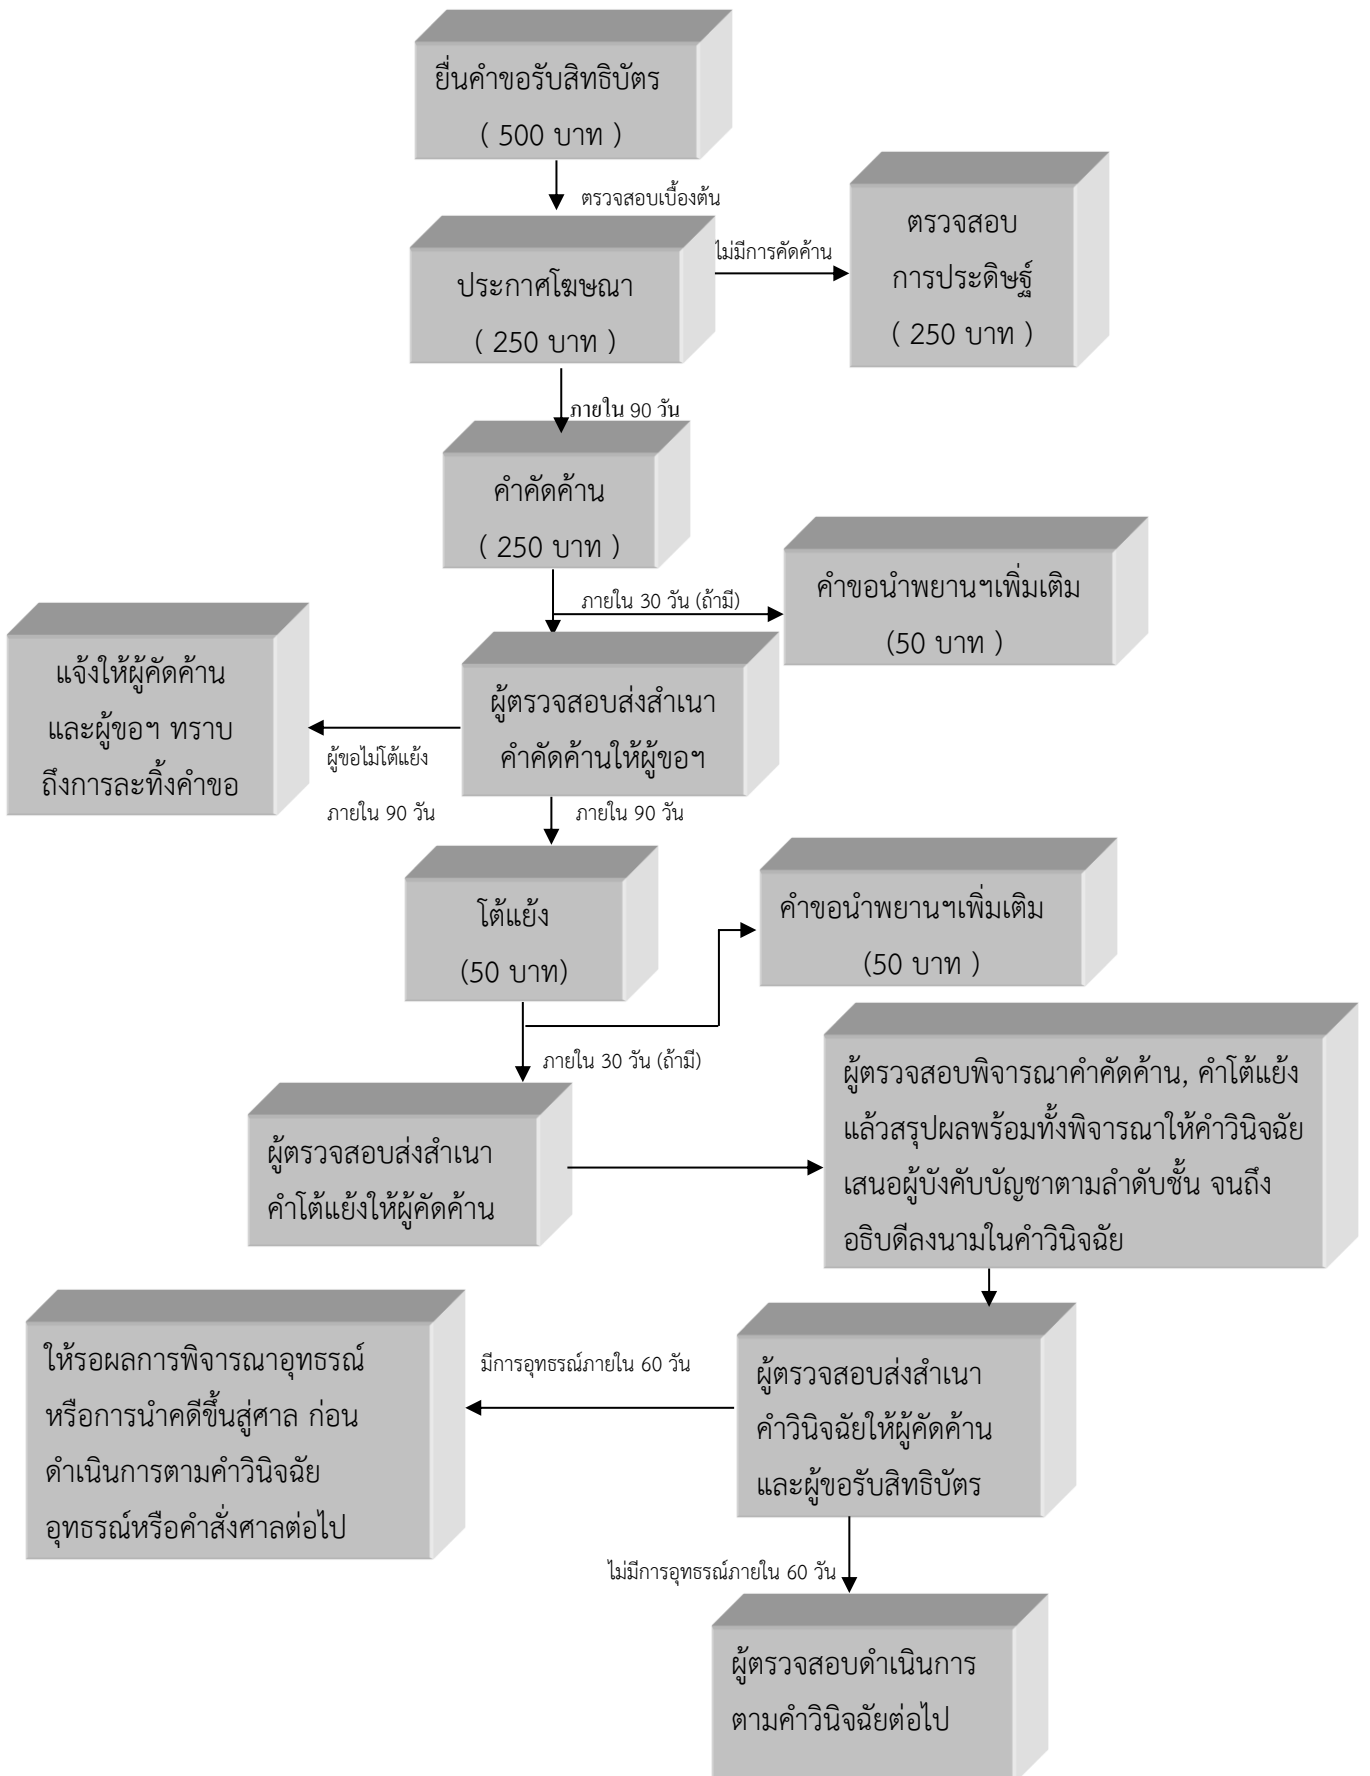 ยื่นคำขอรับสิทธิบัตร
( 500 บาท )
ตรวจสอบเบื้องต้น
ประกาศโฆษณา
( 250 บาท )
ไม่มีการคัดค้าน
ตรวจสอบ
การประดิษฐ์
( 250 บาท )
ภายใน 90 วัน
คำคัดค้าน
( 250 บาท )
ภายใน 30 วัน (ถ้ามี)
คำขอนำพยานฯเพิ่มเติม
(50 บาท )
ผู้ตรวจสอบส่งสำเนา
คำคัดค้านให้ผู้ขอฯ
ผู้ขอไม่โต้แย้ง
ภายใน 90 วัน
แจ้งให้ผู้คัดค้าน
และผู้ขอฯ ทราบ
ถึงการละทิ้งคำขอ
ภายใน 90 วัน
โต้แย้ง
(50 บาท)
คำขอนำพยานฯเพิ่มเติม
(50 บาท )
ภายใน 30 วัน (ถ้ามี)
ผู้ตรวจสอบส่งสำเนา
คำโต้แย้งให้ผู้คัดค้าน
ผู้ตรวจสอบพิจารณาคำคัดค้าน, คำโต้แย้ง
แล้วสรุปผลพร้อมทั้งพิจารณาให้คำวินิจฉัย
เสนอผู้บังคับบัญชาตามลำดับชั้น จนถึง
อธิบดีลงนามในคำวินิจฉัย
ผู้ตรวจสอบส่งสำเนา
คำวินิจฉัยให้ผู้คัดค้าน
และผู้ขอรับสิทธิบัตร
มีการอุทธรณ์ภายใน 60 วัน
ให้รอผลการพิจารณาอุทธรณ์
หรือการนำคดีขึ้นสู่ศาล ก่อน
ดำเนินการตามคำวินิจฉัย
อุทธรณ์หรือคำสั่งศาลต่อไป
ไม่มีการอุทธรณ์ภายใน 60 วัน
ผู้ตรวจสอบดำเนินการ
ตามคำวินิจฉัยต่อไป